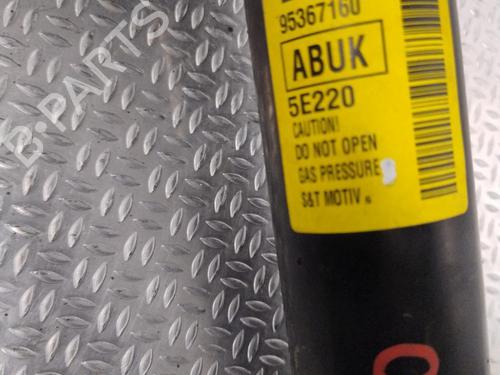 95367160
ABUK
5E220
CAUTION!
DO NOT OPEN
GAS PRESSURE
S&T MOTIV
B-PARTS